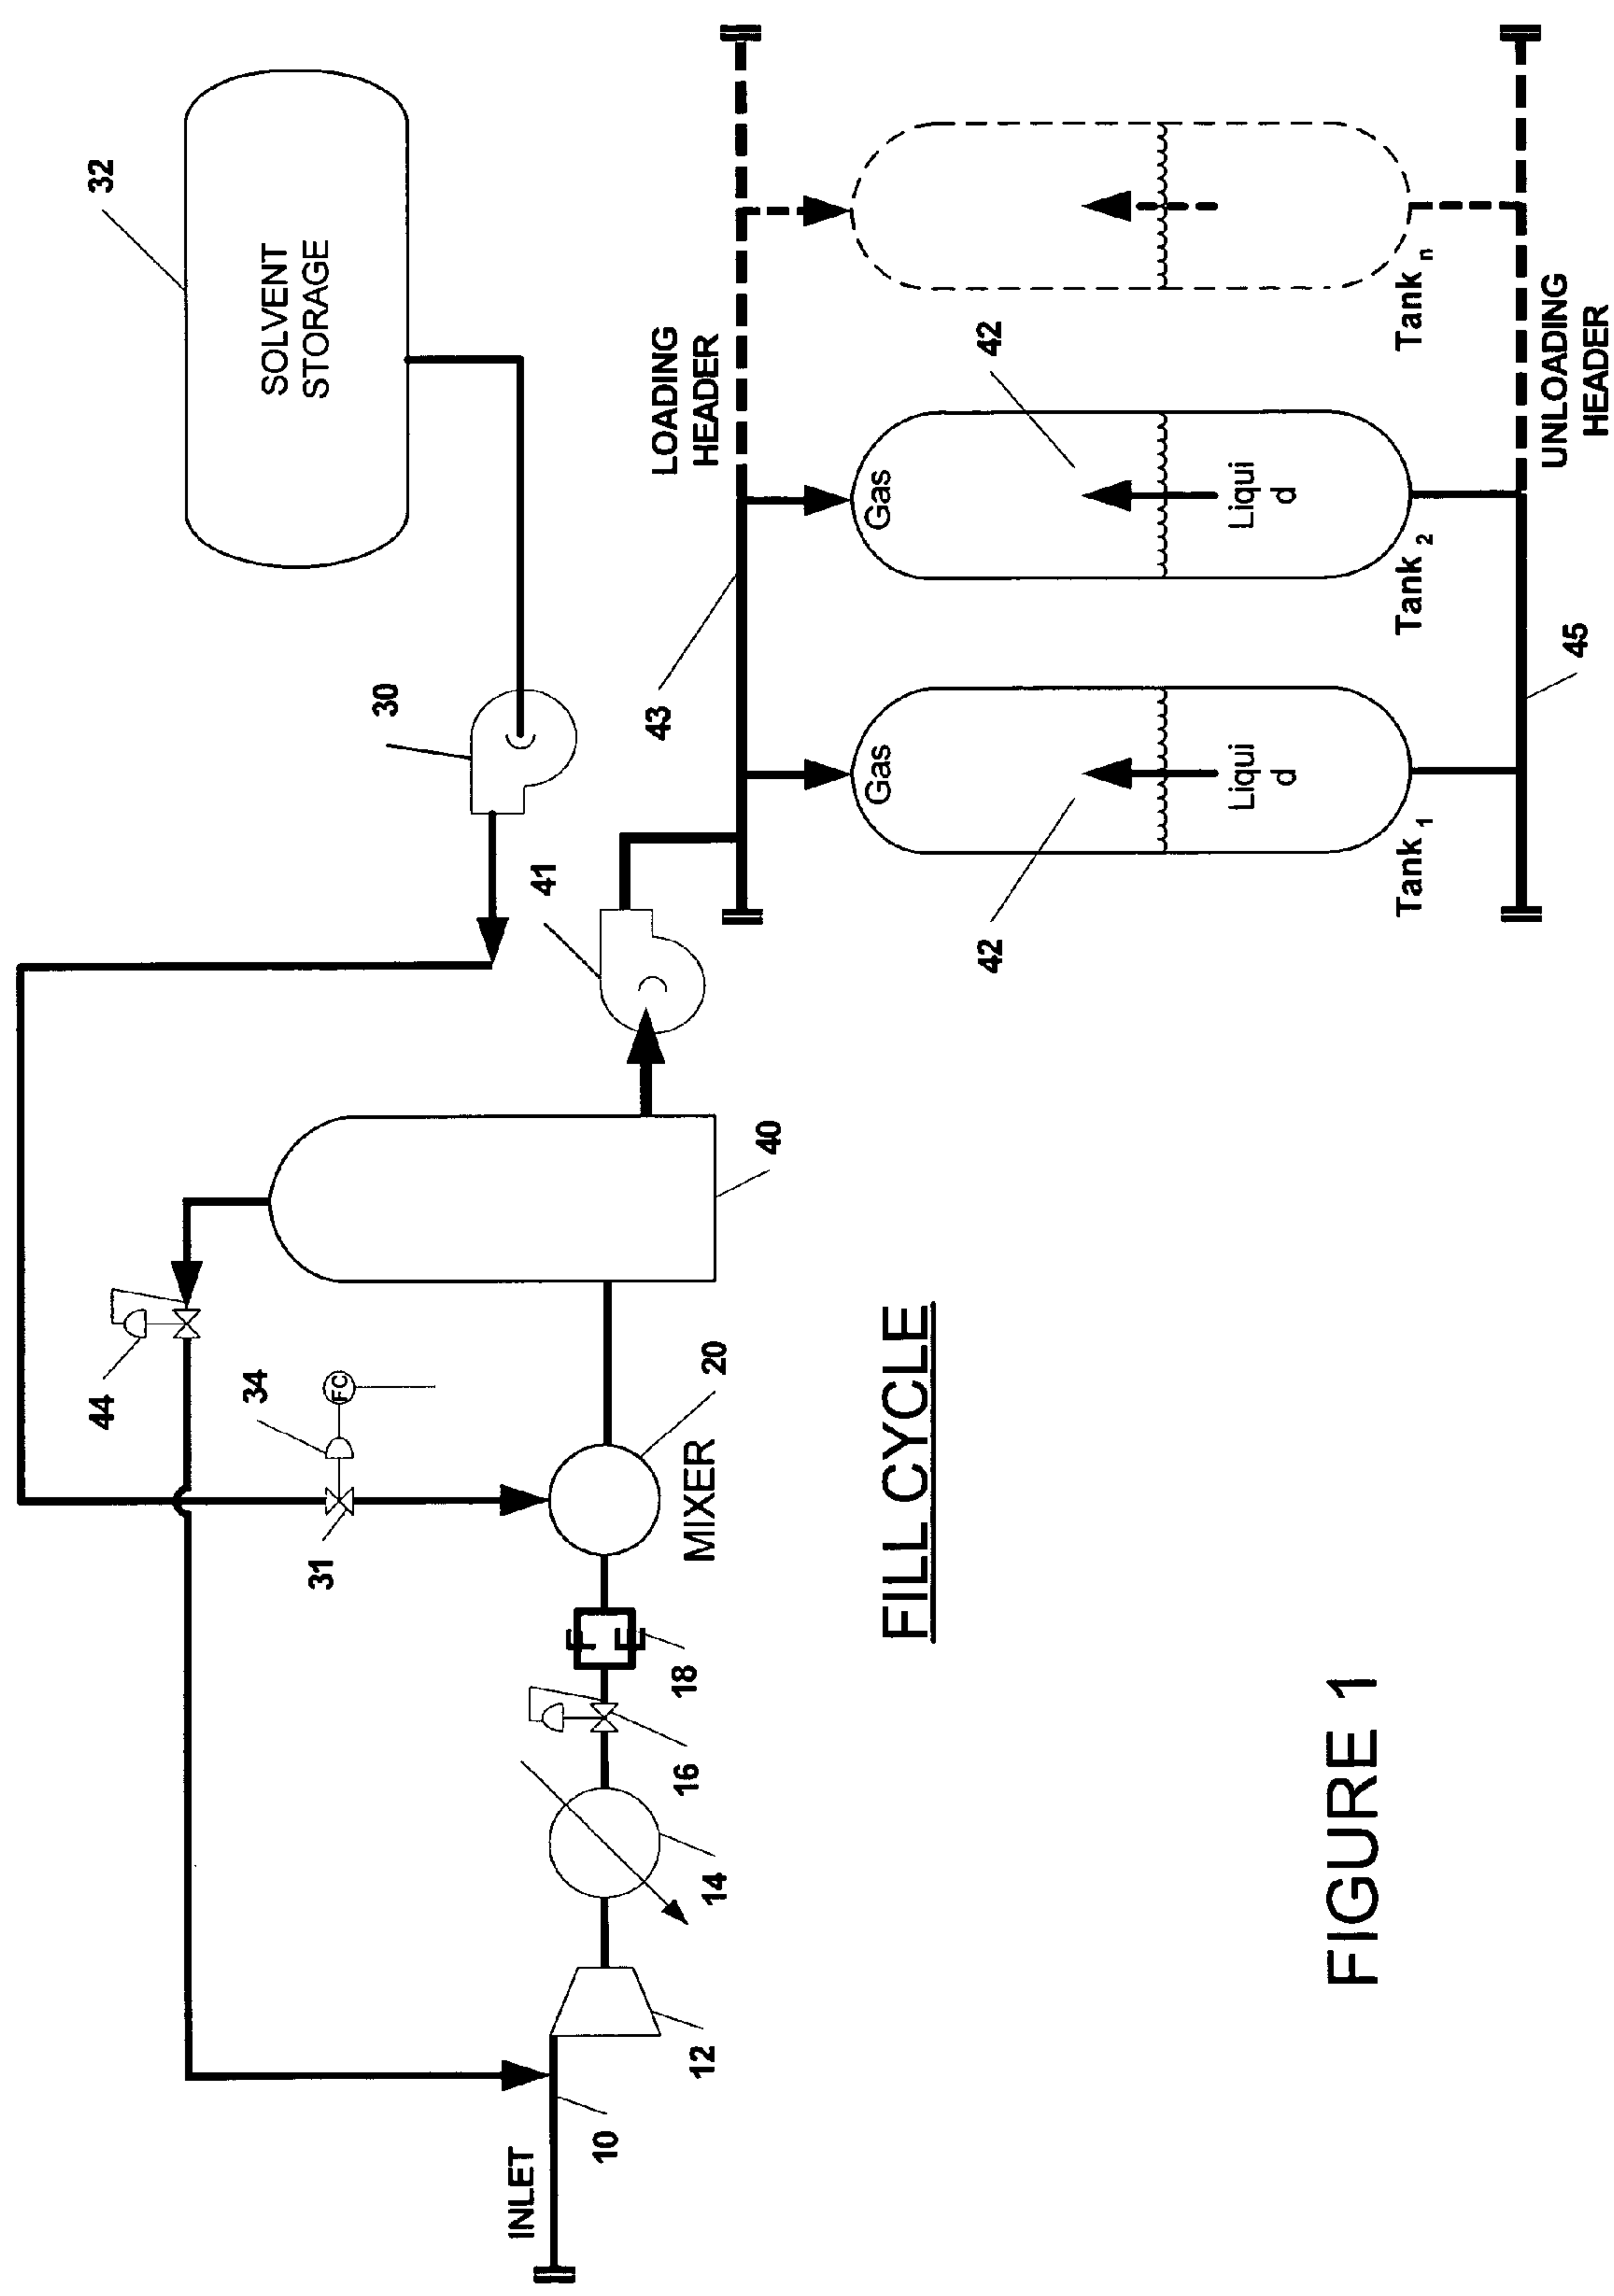 32
SOLVENT
STORAGE
30
44
34
FC
31
41
LOADING
HEADER
43
40
20
MIXER
18
16
14
12
INLET
10
Gas
42
Liqui
d
Tank 1
Gas
42
Liqui
d
Tank 2
Tank n
45
UNLOADING
HEADER
FILL CYCLE
FIGURE 1